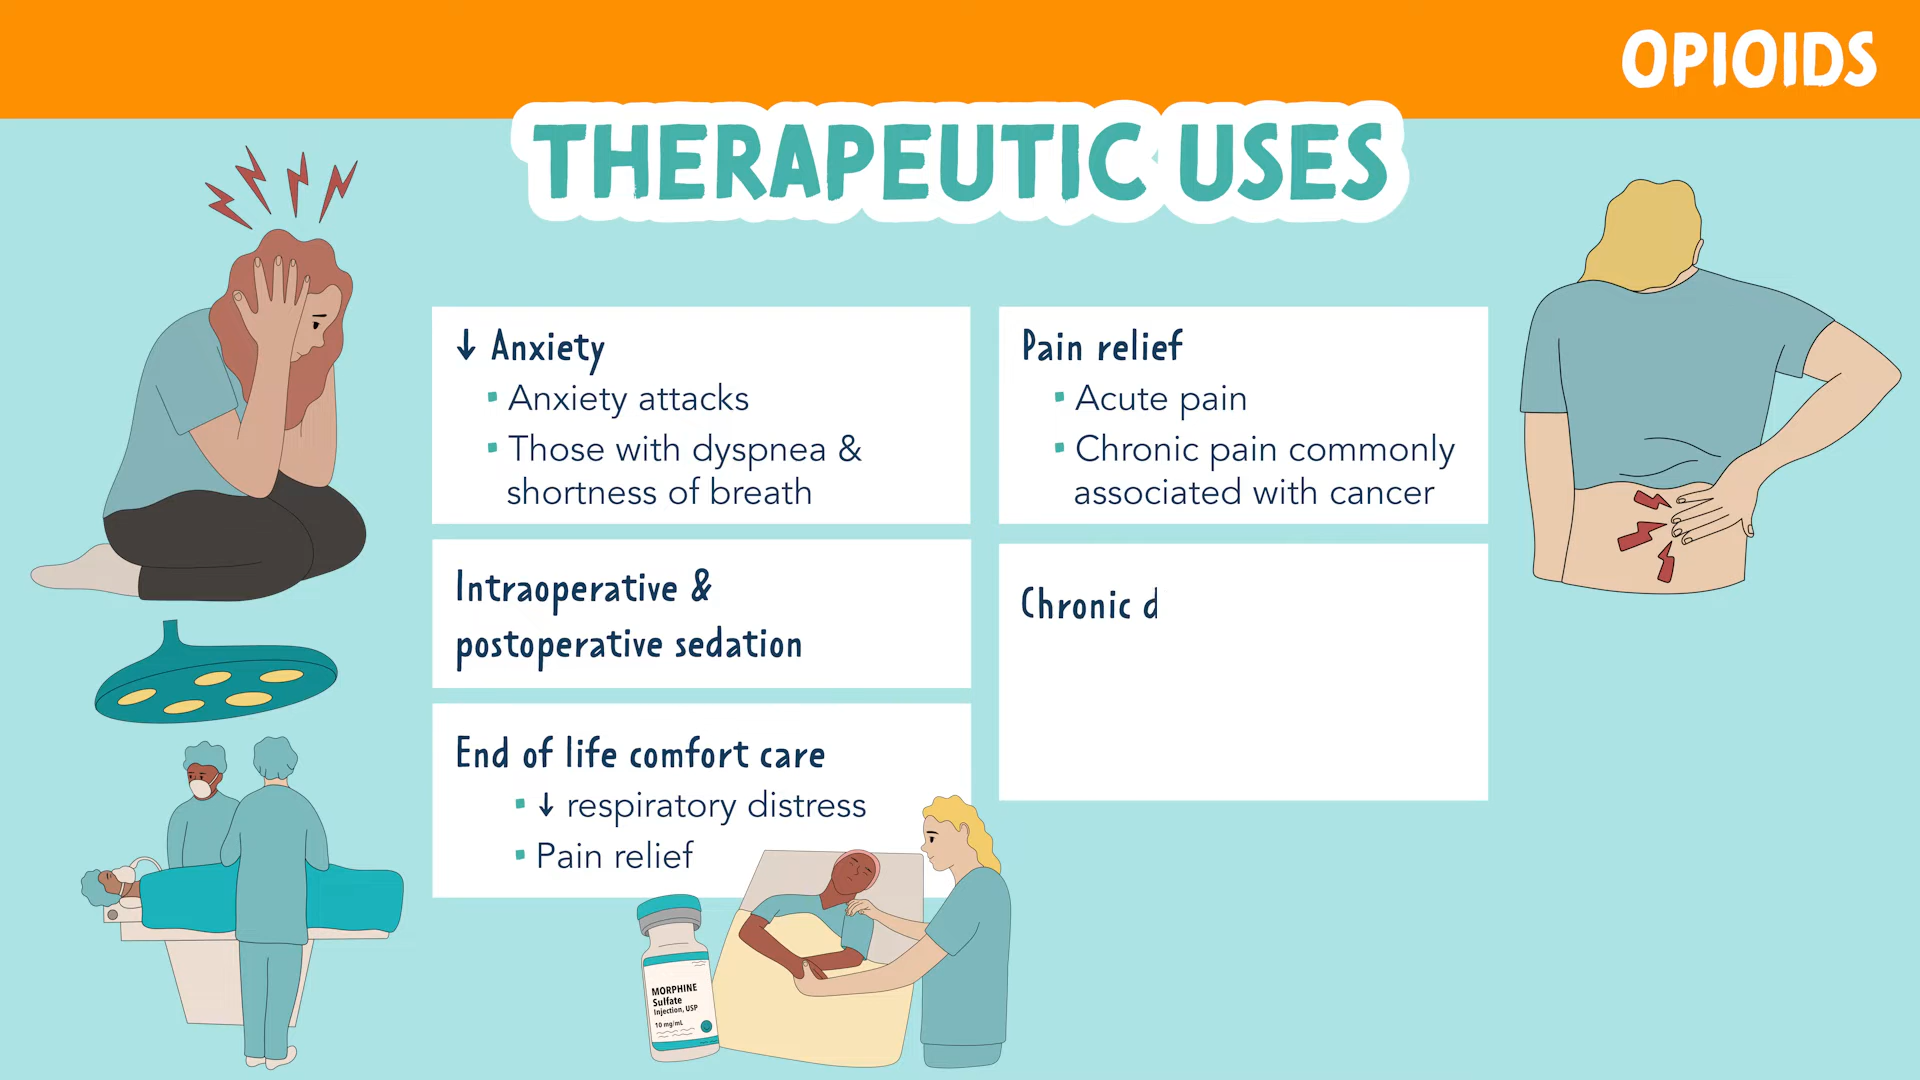 OPIOIDS
THERAPEUTIC USES
↓ Anxiety
▪ Anxiety attacks
▪ Those with dyspnea &
shortness of breath
Intraoperative &
postoperative sedation
End of life comfort care
▪ ↓ respiratory distress
▪ Pain relief
Pain relief
▪ Acute pain
▪ Chronic pain commonly
associated with cancer
Chronic d
MORPHINE
Sulfate
Injection, USP
10 mg/mL